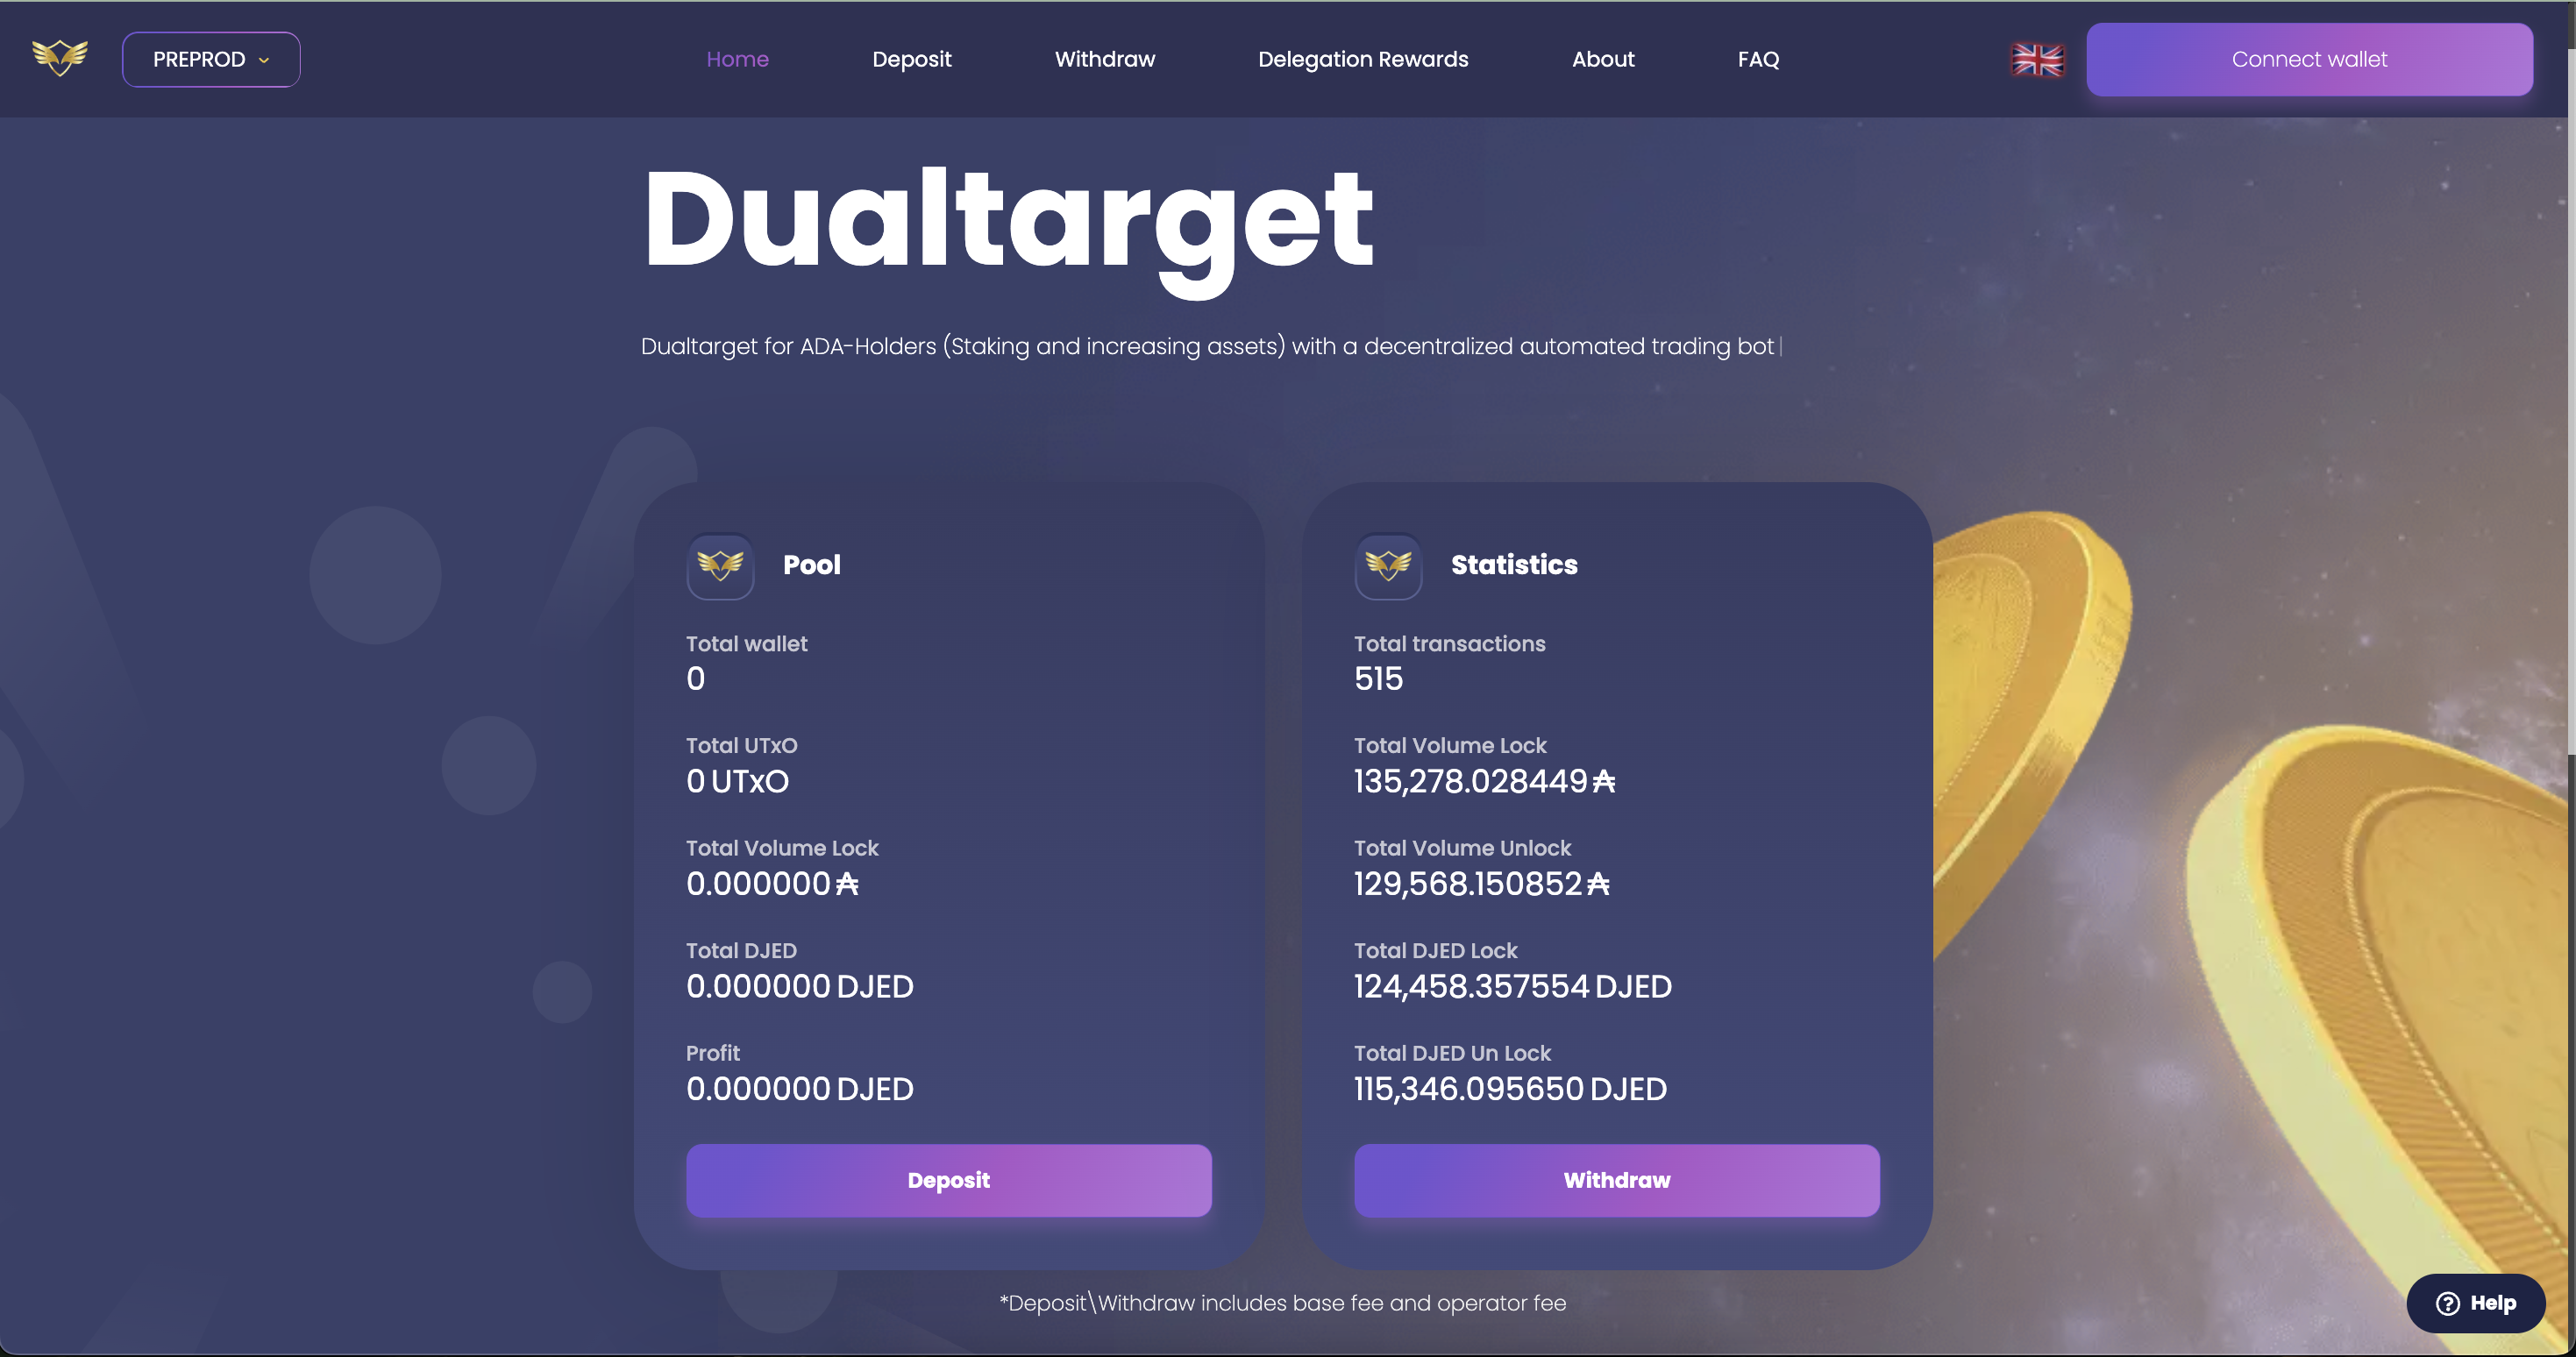 PREPROD
Home
Deposit
Withdraw
Delegation Rewards
About
FAQ
Connect wallet
Dualtarget
Dualtarget for ADA-Holders (Staking and increasing assets) with a decentralized automated trading bot
Pool
Total wallet
0
Total UTxO
0 UTxO
Total Volume Lock
0.000000 ₳
Total DJED
0.000000 DJED
Profit
0.000000 DJED
Deposit
Statistics
Total transactions
515
Total Volume Lock
135,278.028449 ₳
Total Volume Unlock
129,568.150852 ₳
Total DJED Lock
124,458.357554 DJED
Total DJED Un Lock
115,346.095650 DJED
Withdraw
*Deposit\Withdraw includes base fee and operator fee
Help